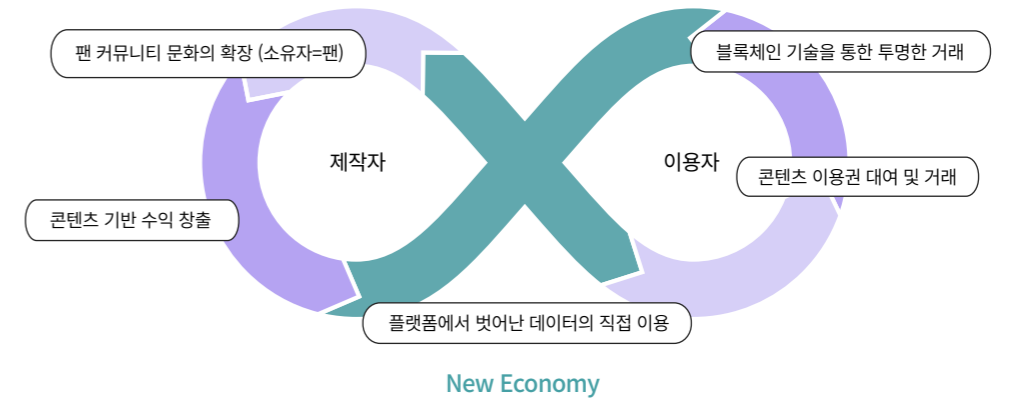 팬 커뮤니티 문화의 확장 (소유자=팬)
블록체인 기술을 통한 투명한 거래
제작자
이용자
콘텐츠 이용권 대여 및 거래
콘텐츠 기반 수익 창출
플랫폼에서 벗어난 데이터의 직접 이용
New Economy